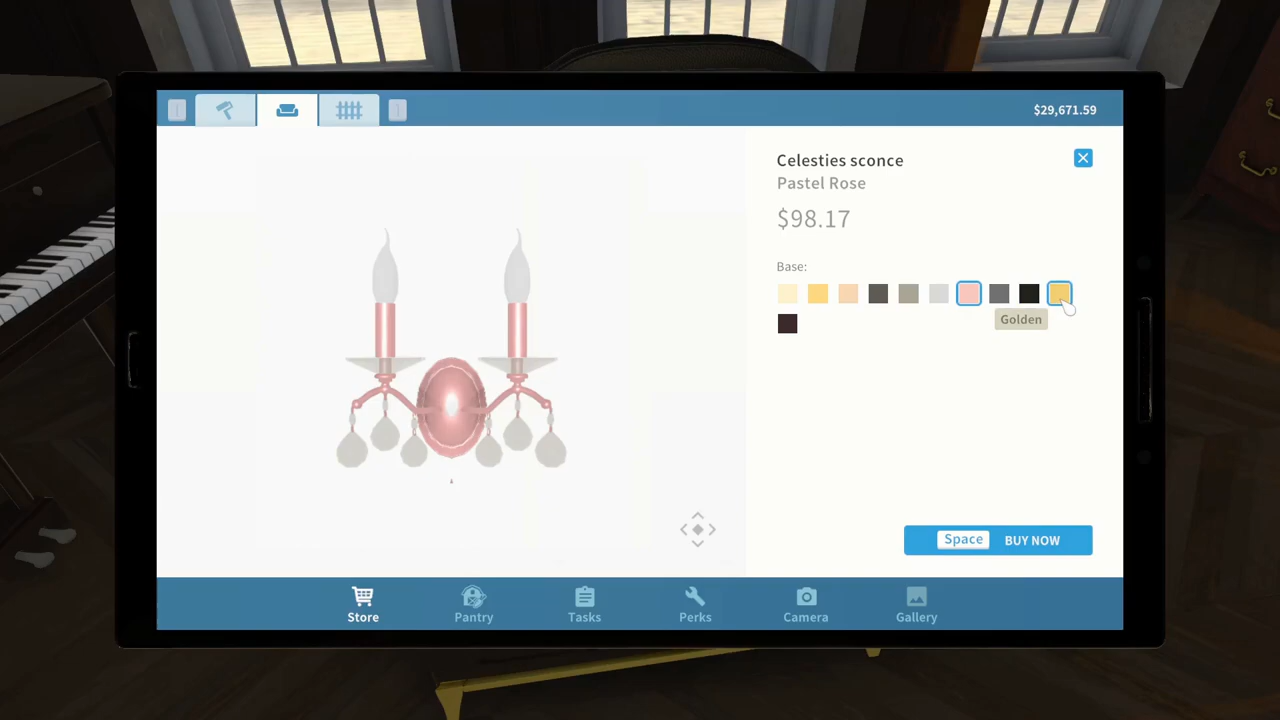 $29,671.59
Celesties sconce
Pastel Rose
$98.17
Base:
Golden
Space BUY NOW
Store
Pantry
Tasks
Perks
Camera
Gallery